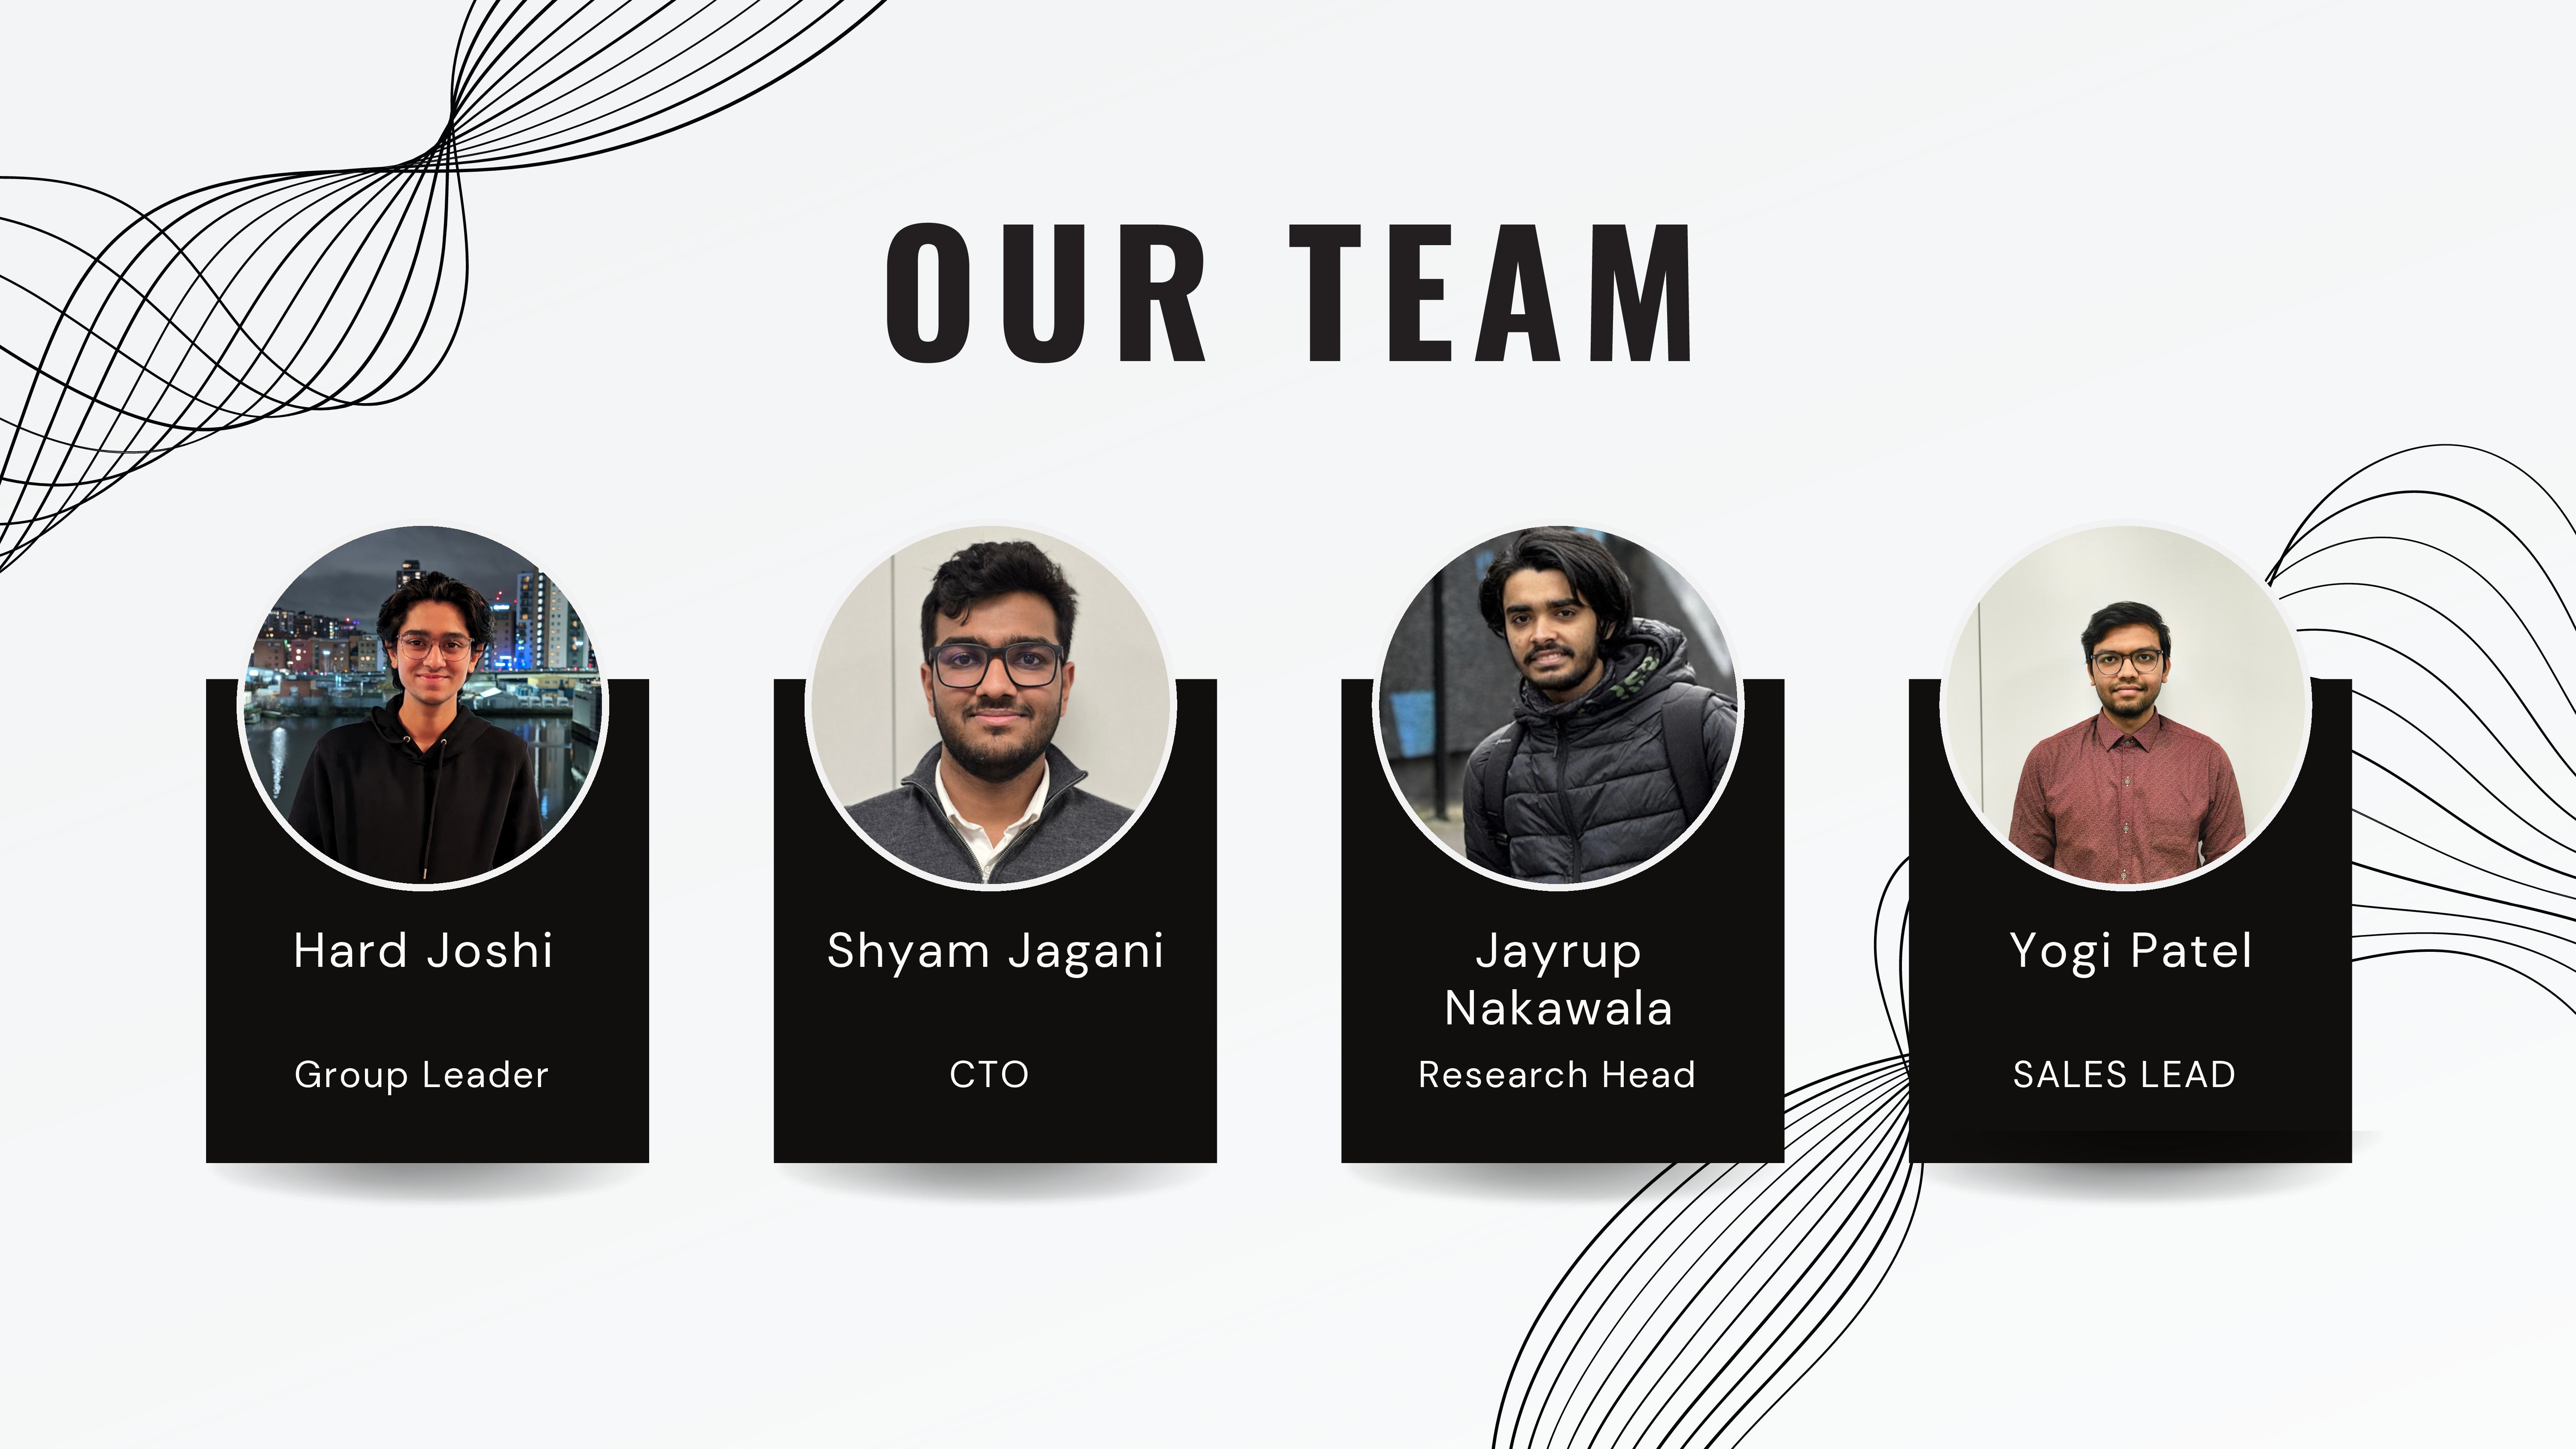 OUR TEAM
Hard Joshi
Group Leader
Shyam Jagani
CTO
Jayrup
Nakawala
Research Head
Yogi Patel
SALES LEAD